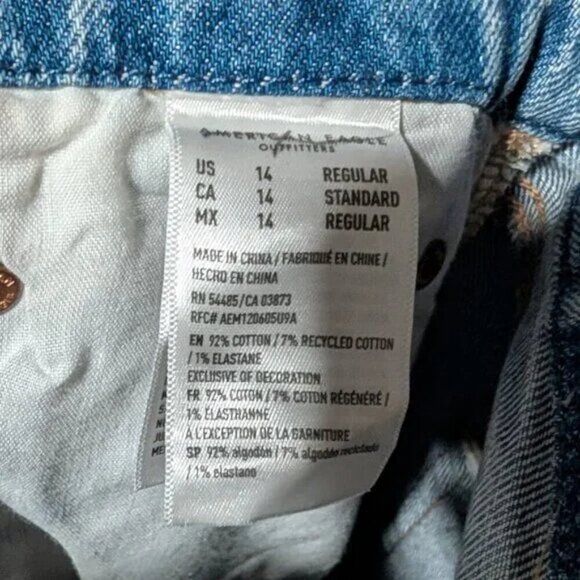 AMERICAN EAGLE
OUTFITTERS
US 14 REGULAR
CA 14 STANDARD
MX 14 REGULAR
MADE IN CHINA / FABRIQUÉ EN CHINE /
HECHO EN CHINA
RN 54485 / CA 03873
RFC# AEM120605U9A
EN 92% COTTON / 7% RECYCLED COTTON
/ 1% ELASTANE
EXCLUSIVE OF DECORATION
FR 92% COTON / 7% COTON RÉGÉNÉRÉ /
1% ÉLASTHANNE
À L'EXCEPTION DE LA GARNITURE
SP 92% algodón / 7% algodón reciclado
/ 1% elastano